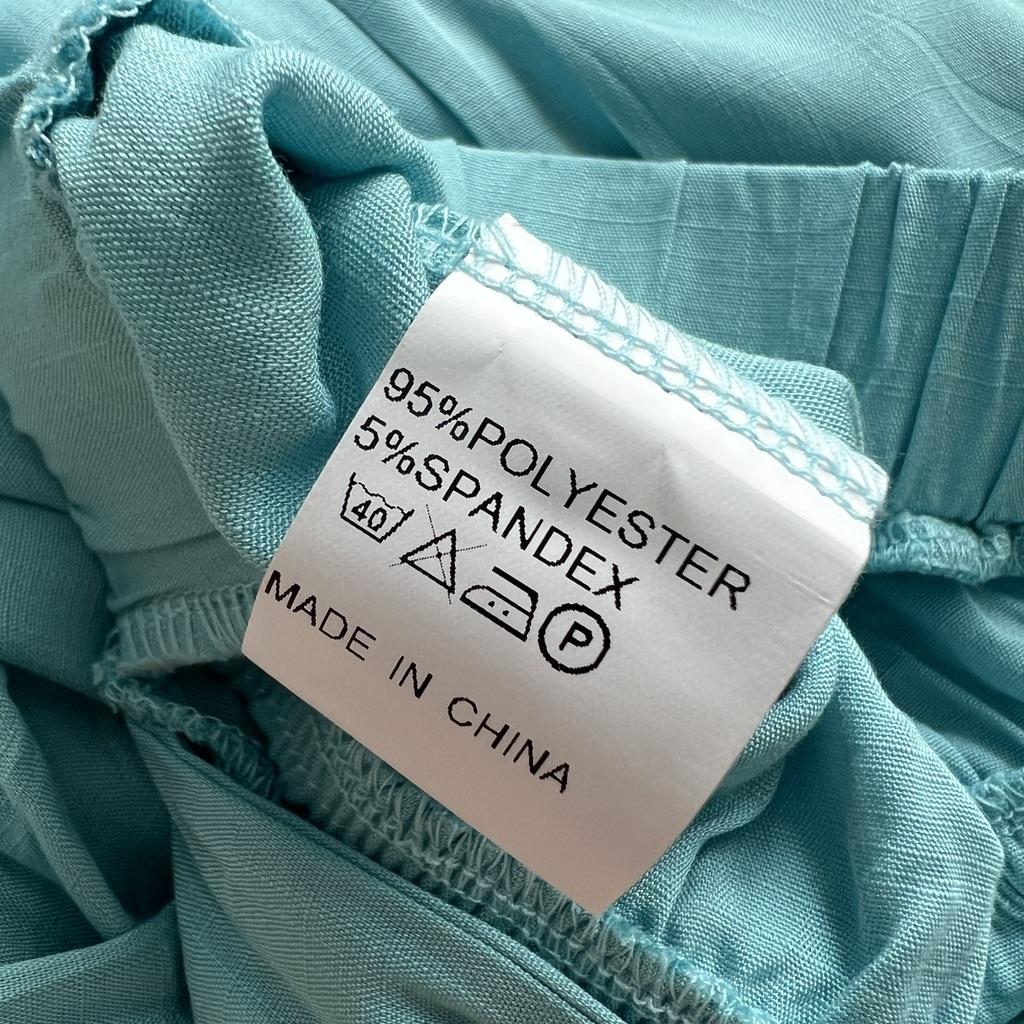 95%POLYESTER
5%SPANDEX
40 P
MADE IN CHINA